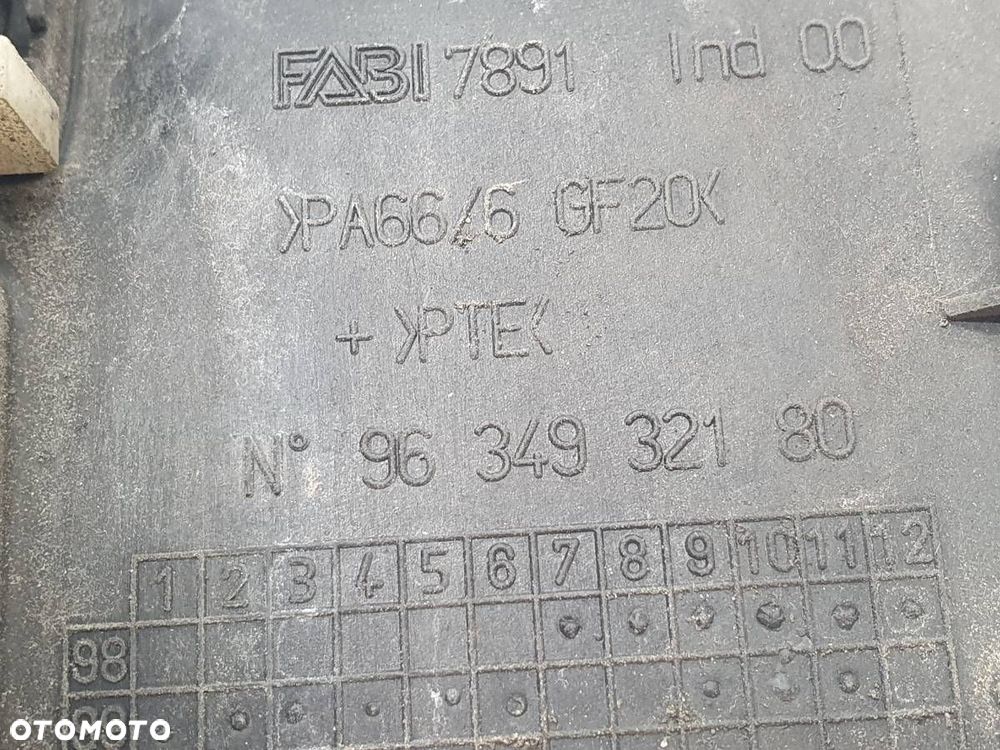 FABI 7891 Ind 00
>PA66/6 GF20<
+ >PTE<
N° 96 349 321 80
1 2 3 4 5 6 7 8 9 10 11 12
98
OTOMOTO